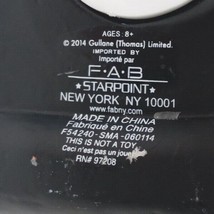 AGES: 8+
© 2014 Gullane (Thomas) Limited.
IMPORTED BY
Importé par
F·A·B
★STARPOINT★
NEW YORK NY 10001
www.fabny.com
MADE IN CHINA
Fabriqué en Chine
F54240-SMA-060114
THIS IS NOT A TOY
Ceci n'est pas un jouet
RN# 97208